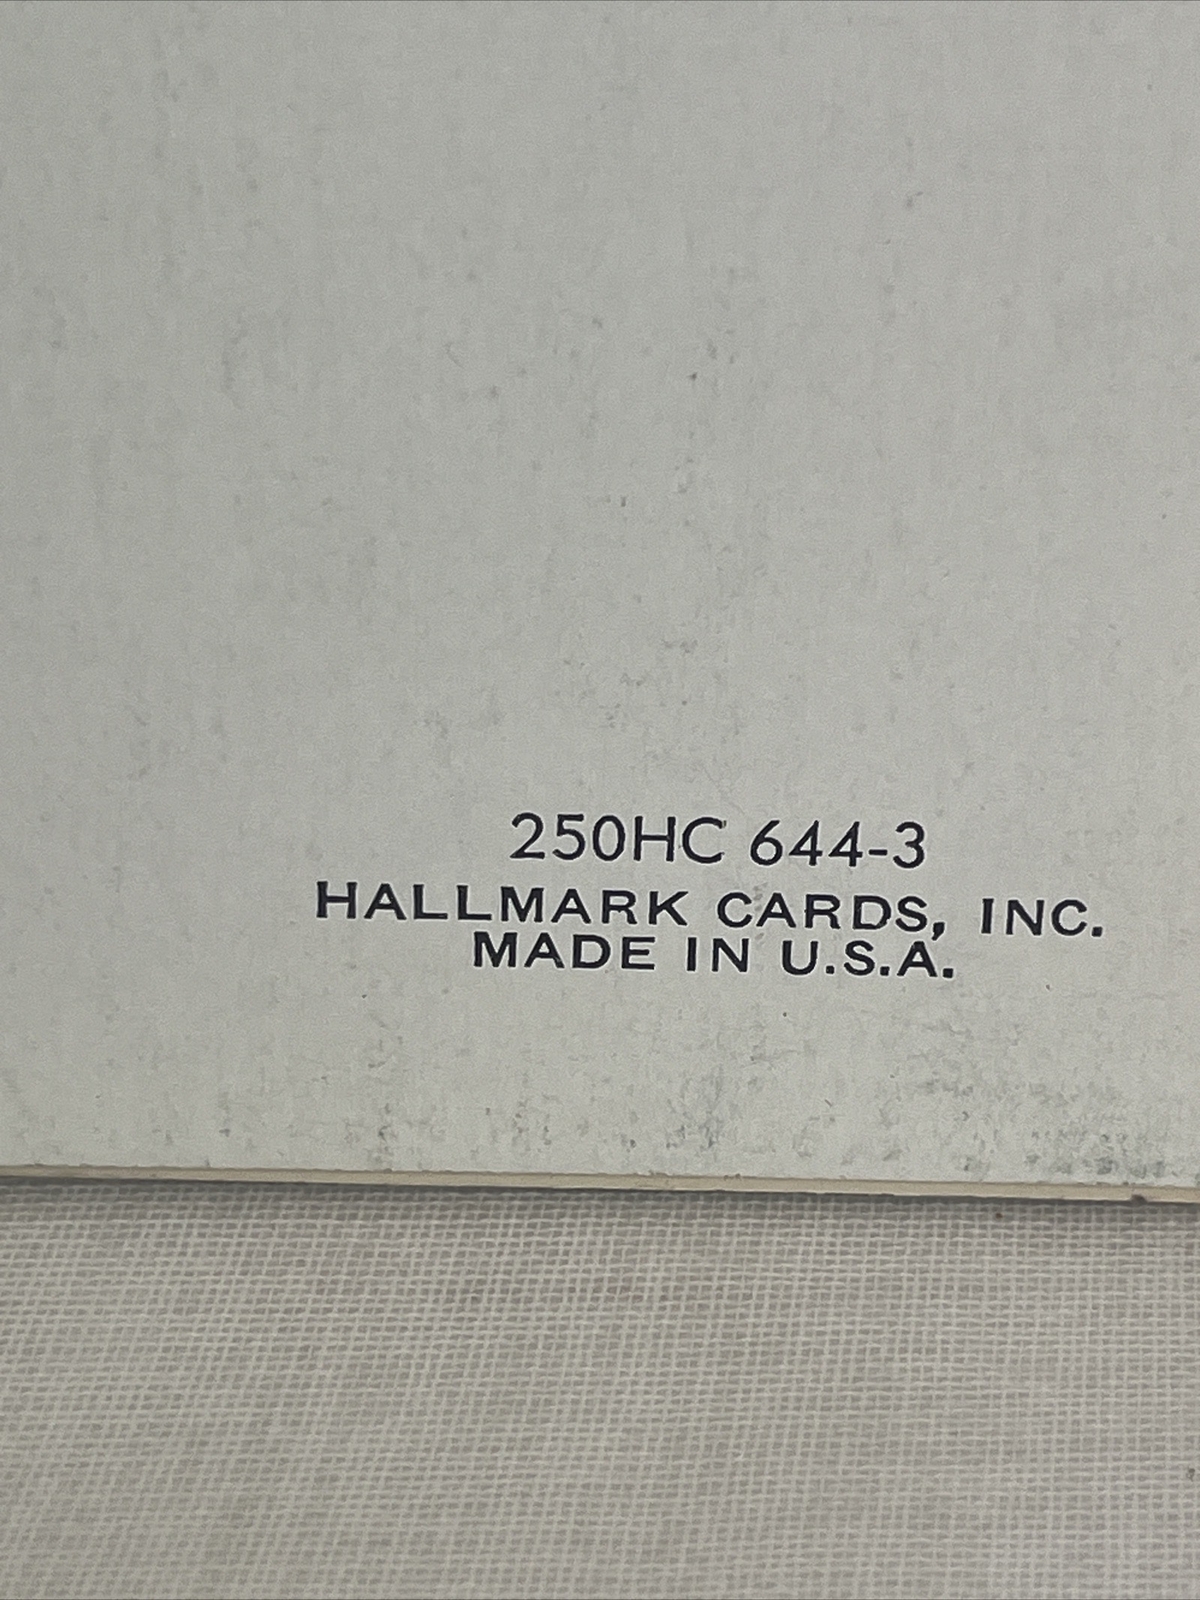 250HC 644-3
HALLMARK CARDS, INC.
MADE IN U.S.A.